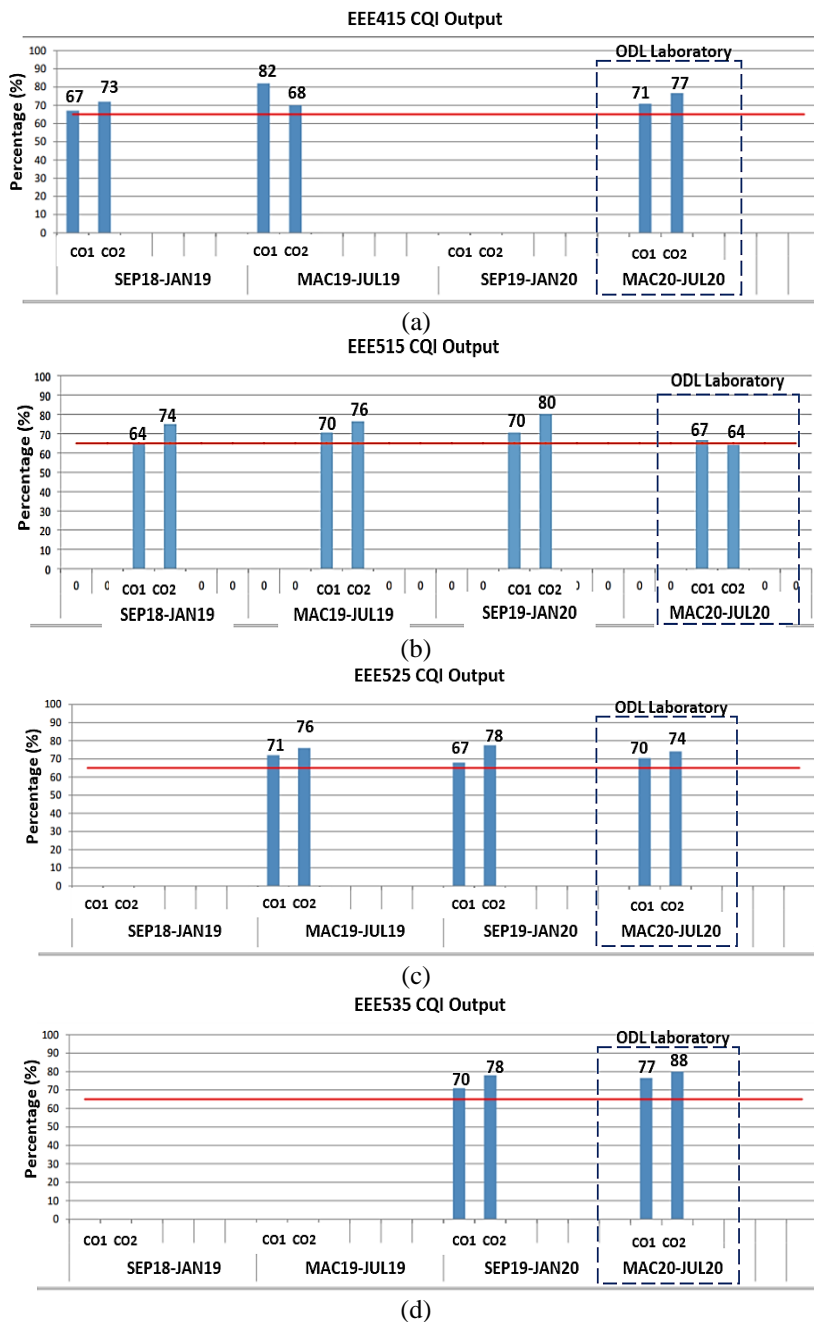 EEE415 CQI Output
Percentage (%)
100
90
80
70
60
50
40
30
20
10
0
ODL Laboratory
67 73 82 68 71 77
CO1 CO2 CO1 CO2 CO1 CO2 CO1 CO2
SEP18-JAN19 MAC19-JUL19 SEP19-JAN20 MAC20-JUL20
(a)
EEE515 CQI Output
Percentage (%)
100
90
80
70
60
50
40
30
20
10
0
ODL Laboratory
64 74 70 76 70 80 67 64
0 CO1 CO2 0 0 0 0 CO1 CO2 0 0 0 0 CO1 CO2 0 0 0 CO1 CO2 0 0
SEP18-JAN19 MAC19-JUL19 SEP19-JAN20 MAC20-JUL20
(b)
EEE525 CQI Output
Percentage (%)
100
90
80
70
60
50
40
30
20
10
0
ODL Laboratory
71 76 67 78 70 74
CO1 CO2 CO1 CO2 CO1 CO2 CO1 CO2
SEP18-JAN19 MAC19-JUL19 SEP19-JAN20 MAC20-JUL20
(c)
EEE535 CQI Output
Percentage (%)
100
90
80
70
60
50
40
30
20
10
0
ODL Laboratory
70 78 77 88
CO1 CO2 CO1 CO2 CO1 CO2 CO1 CO2
SEP18-JAN19 MAC19-JUL19 SEP19-JAN20 MAC20-JUL20
(d)